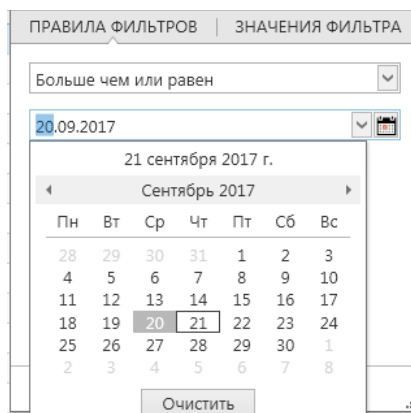 ПРАВИЛА ФИЛЬТРОВ | ЗНАЧЕНИЯ ФИЛЬТРА
Больше чем или равен
20.09.2017
21 сентября 2017 г.
Сентябрь 2017
Пн Вт Ср Чт Пт Сб Вс
28 29 30 31 1 2 3
4 5 6 7 8 9 10
11 12 13 14 15 16 17
18 19 20 21 22 23 24
25 26 27 28 29 30 1
2 3 4 5 6 7 8
Очистить